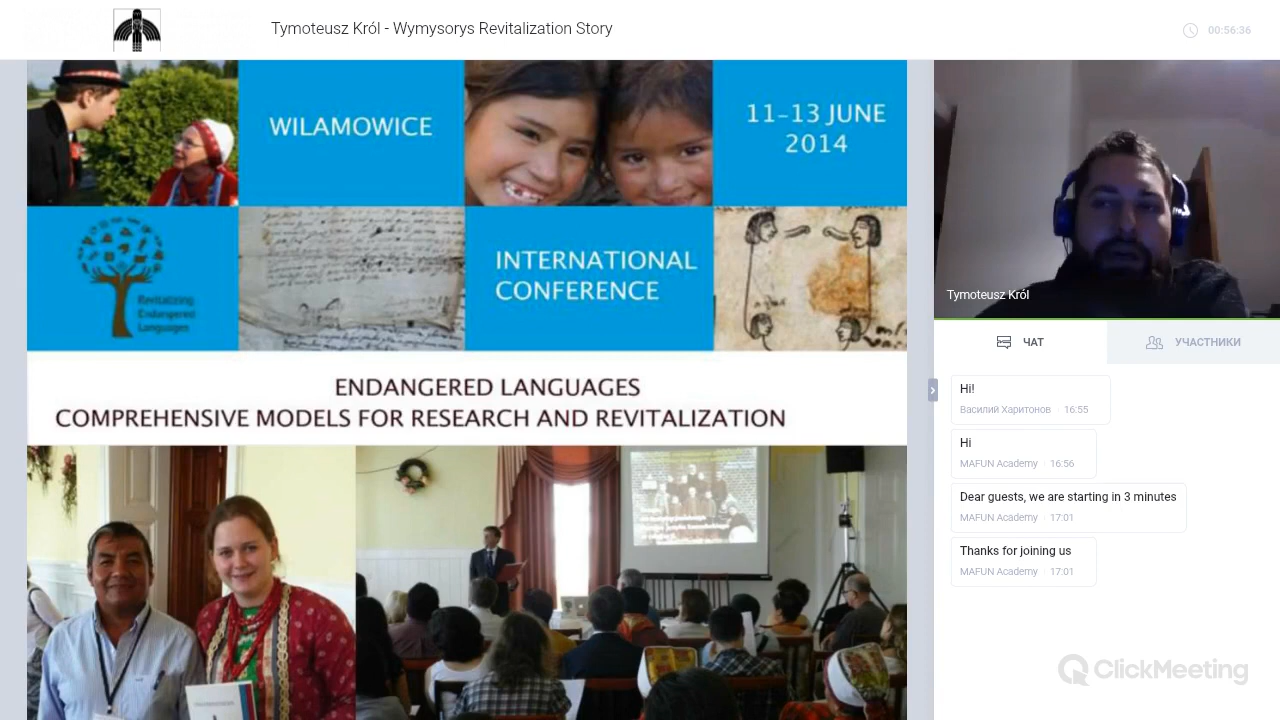 Tymoteusz Król - Wymysorys Revitalization Story
00:56:36
WILAMOWICE
11-13 JUNE
2014
Revitalizing
Endangered
Languages
INTERNATIONAL
CONFERENCE
ENDANGERED LANGUAGES
COMPREHENSIVE MODELS FOR RESEARCH AND REVITALIZATION
Tymoteusz Król
ЧАТ
УЧАСТНИКИ
Hi!
Василий Харитонов 16:55
Hi
MAFUN Academy 16:56
Dear guests, we are starting in 3 minutes
MAFUN Academy 17:01
Thanks for joining us
MAFUN Academy 17:01
ClickMeeting